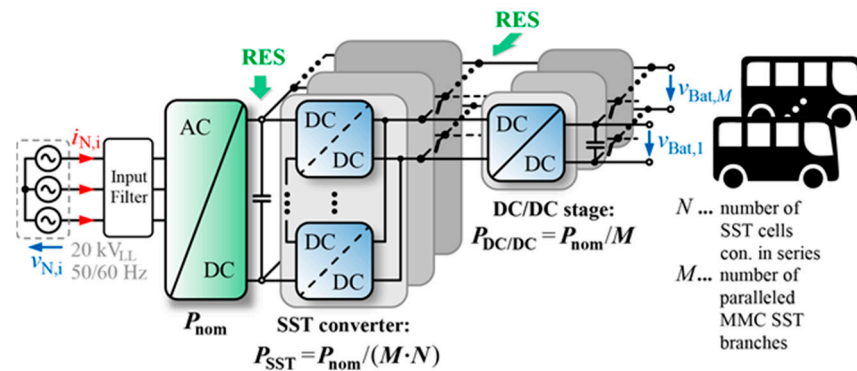 RES
RES
AC
DC
DC
DC
DC
DC
DC
DC
DC
i_N,i
Input
Filter
v_N,i
20 kV_LL
50/60 Hz
P_nom
SST converter:
P_SST = P_nom/(M·N)
DC/DC stage:
P_DC/DC = P_nom/M
v_Bat,M
v_Bat,1
N ... number of
SST cells
con. in series
M ... number of
paralleled
MMC SST
branches